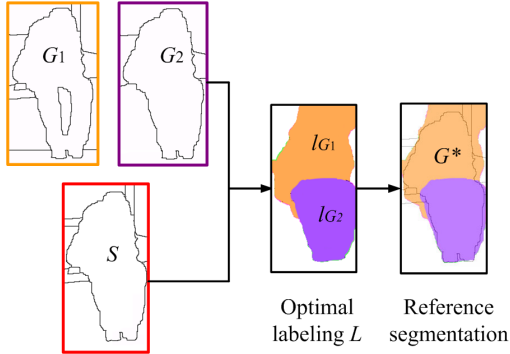 G1
G2
S
lG1
lG2
G*
Optimal
labeling L
Reference
segmentation